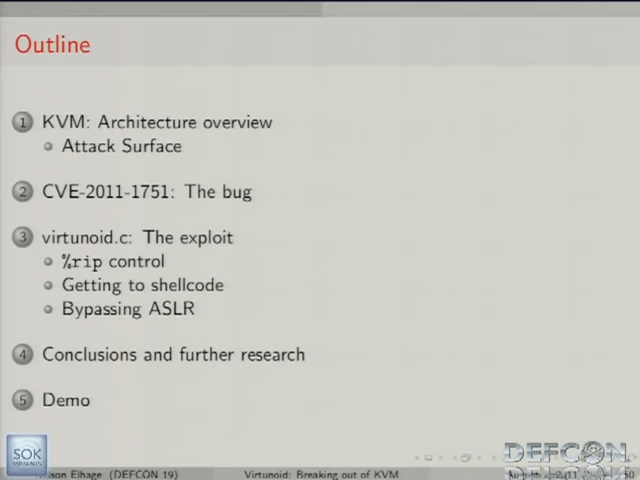 Outline
1 KVM: Architecture overview
Attack Surface
2 CVE-2011-1751: The bug
3 virtunoid.c: The exploit
%rip control
Getting to shellcode
Bypassing ASLR
4 Conclusions and further research
5 Demo
SOK
DEFCON
Elhage (DEFCON 19) Virtunoid: Breaking out of KVM